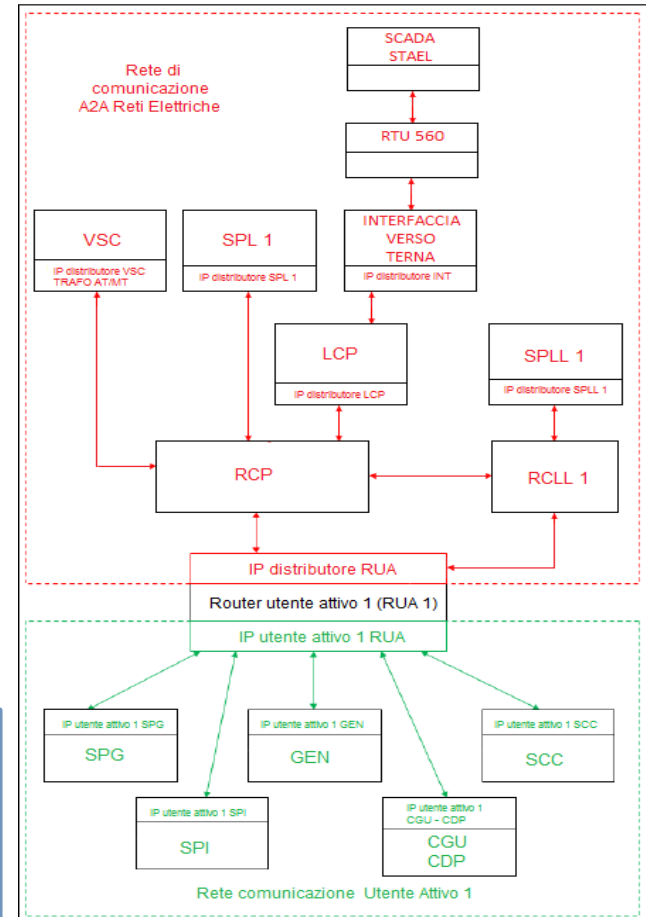 SCADA
STAEL
Rete di
comunicazione
A2A Reti Elettriche
RTU 560
VSC
IP distributore VSC
TRAFO AT/MT
SPL 1
IP distributore SPL 1
INTERFACCIA
VERSO
TERNA
IP distributore INT
LCP
IP distributore LCP
SPLL 1
IP distributore SPLL 1
RCP
RCLL 1
IP distributore RUA
Router utente attivo 1 (RUA 1)
IP utente attivo 1 RUA
IP utente attivo 1 SPG
SPG
IP utente attivo 1 GEN
GEN
IP utente attivo 1 SCC
SCC
IP utente attivo 1 SPI
SPI
IP utente attivo 1
CGU - CDP
CGU
CDP
Rete comunicazione Utente Attivo 1